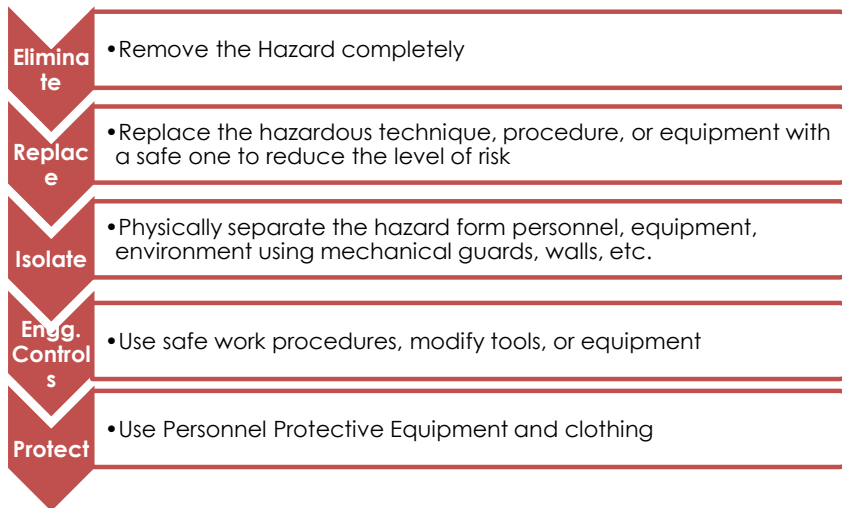 Elimina
te
•Remove the Hazard completely
Replac
e
•Replace the hazardous technique, procedure, or equipment with
a safe one to reduce the level of risk
Isolate
•Physically separate the hazard form personnel, equipment,
environment using mechanical guards, walls, etc.
Engg.
Control
s
•Use safe work procedures, modify tools, or equipment
Protect
•Use Personnel Protective Equipment and clothing